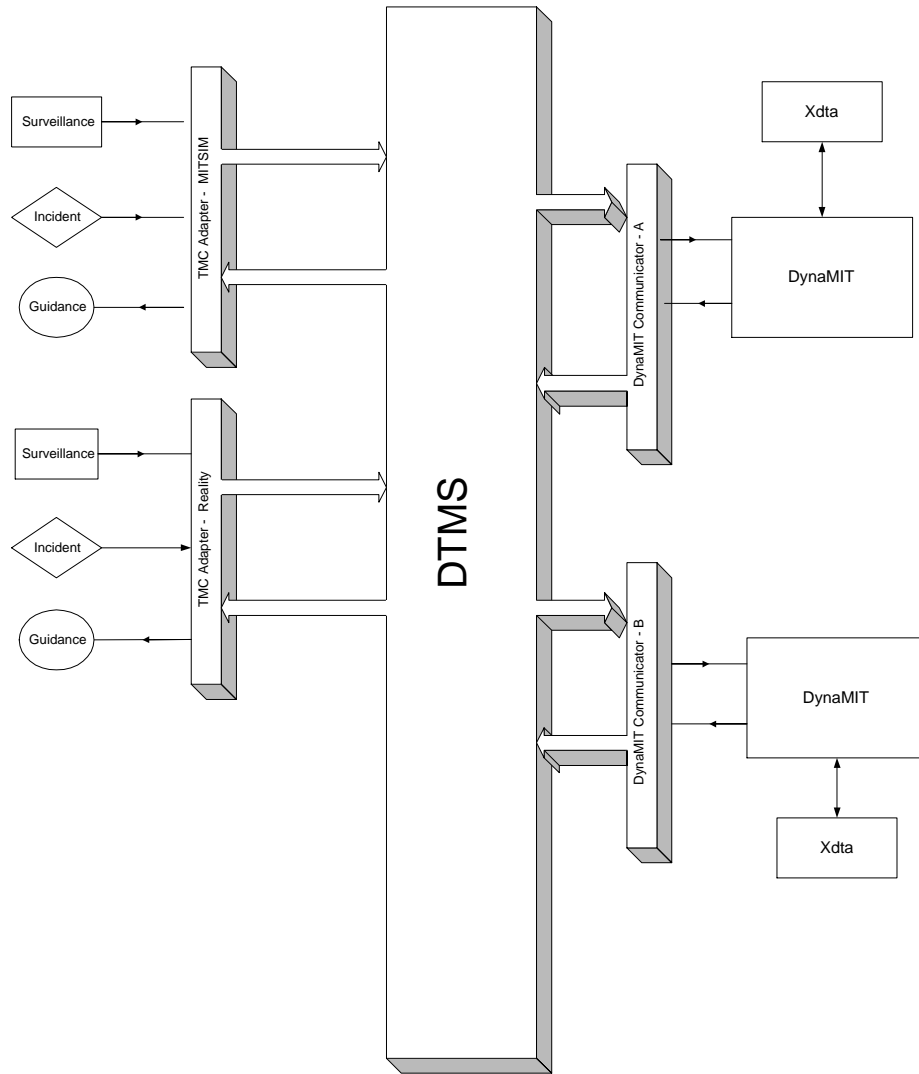 Surveillance
Incident
Guidance
TMC Adapter - MITSIM
Surveillance
Incident
Guidance
TMC Adapter - Reality
DTMS
DynaMIT Communicator - A
Xdta
DynaMIT
DynaMIT Communicator - B
DynaMIT
Xdta